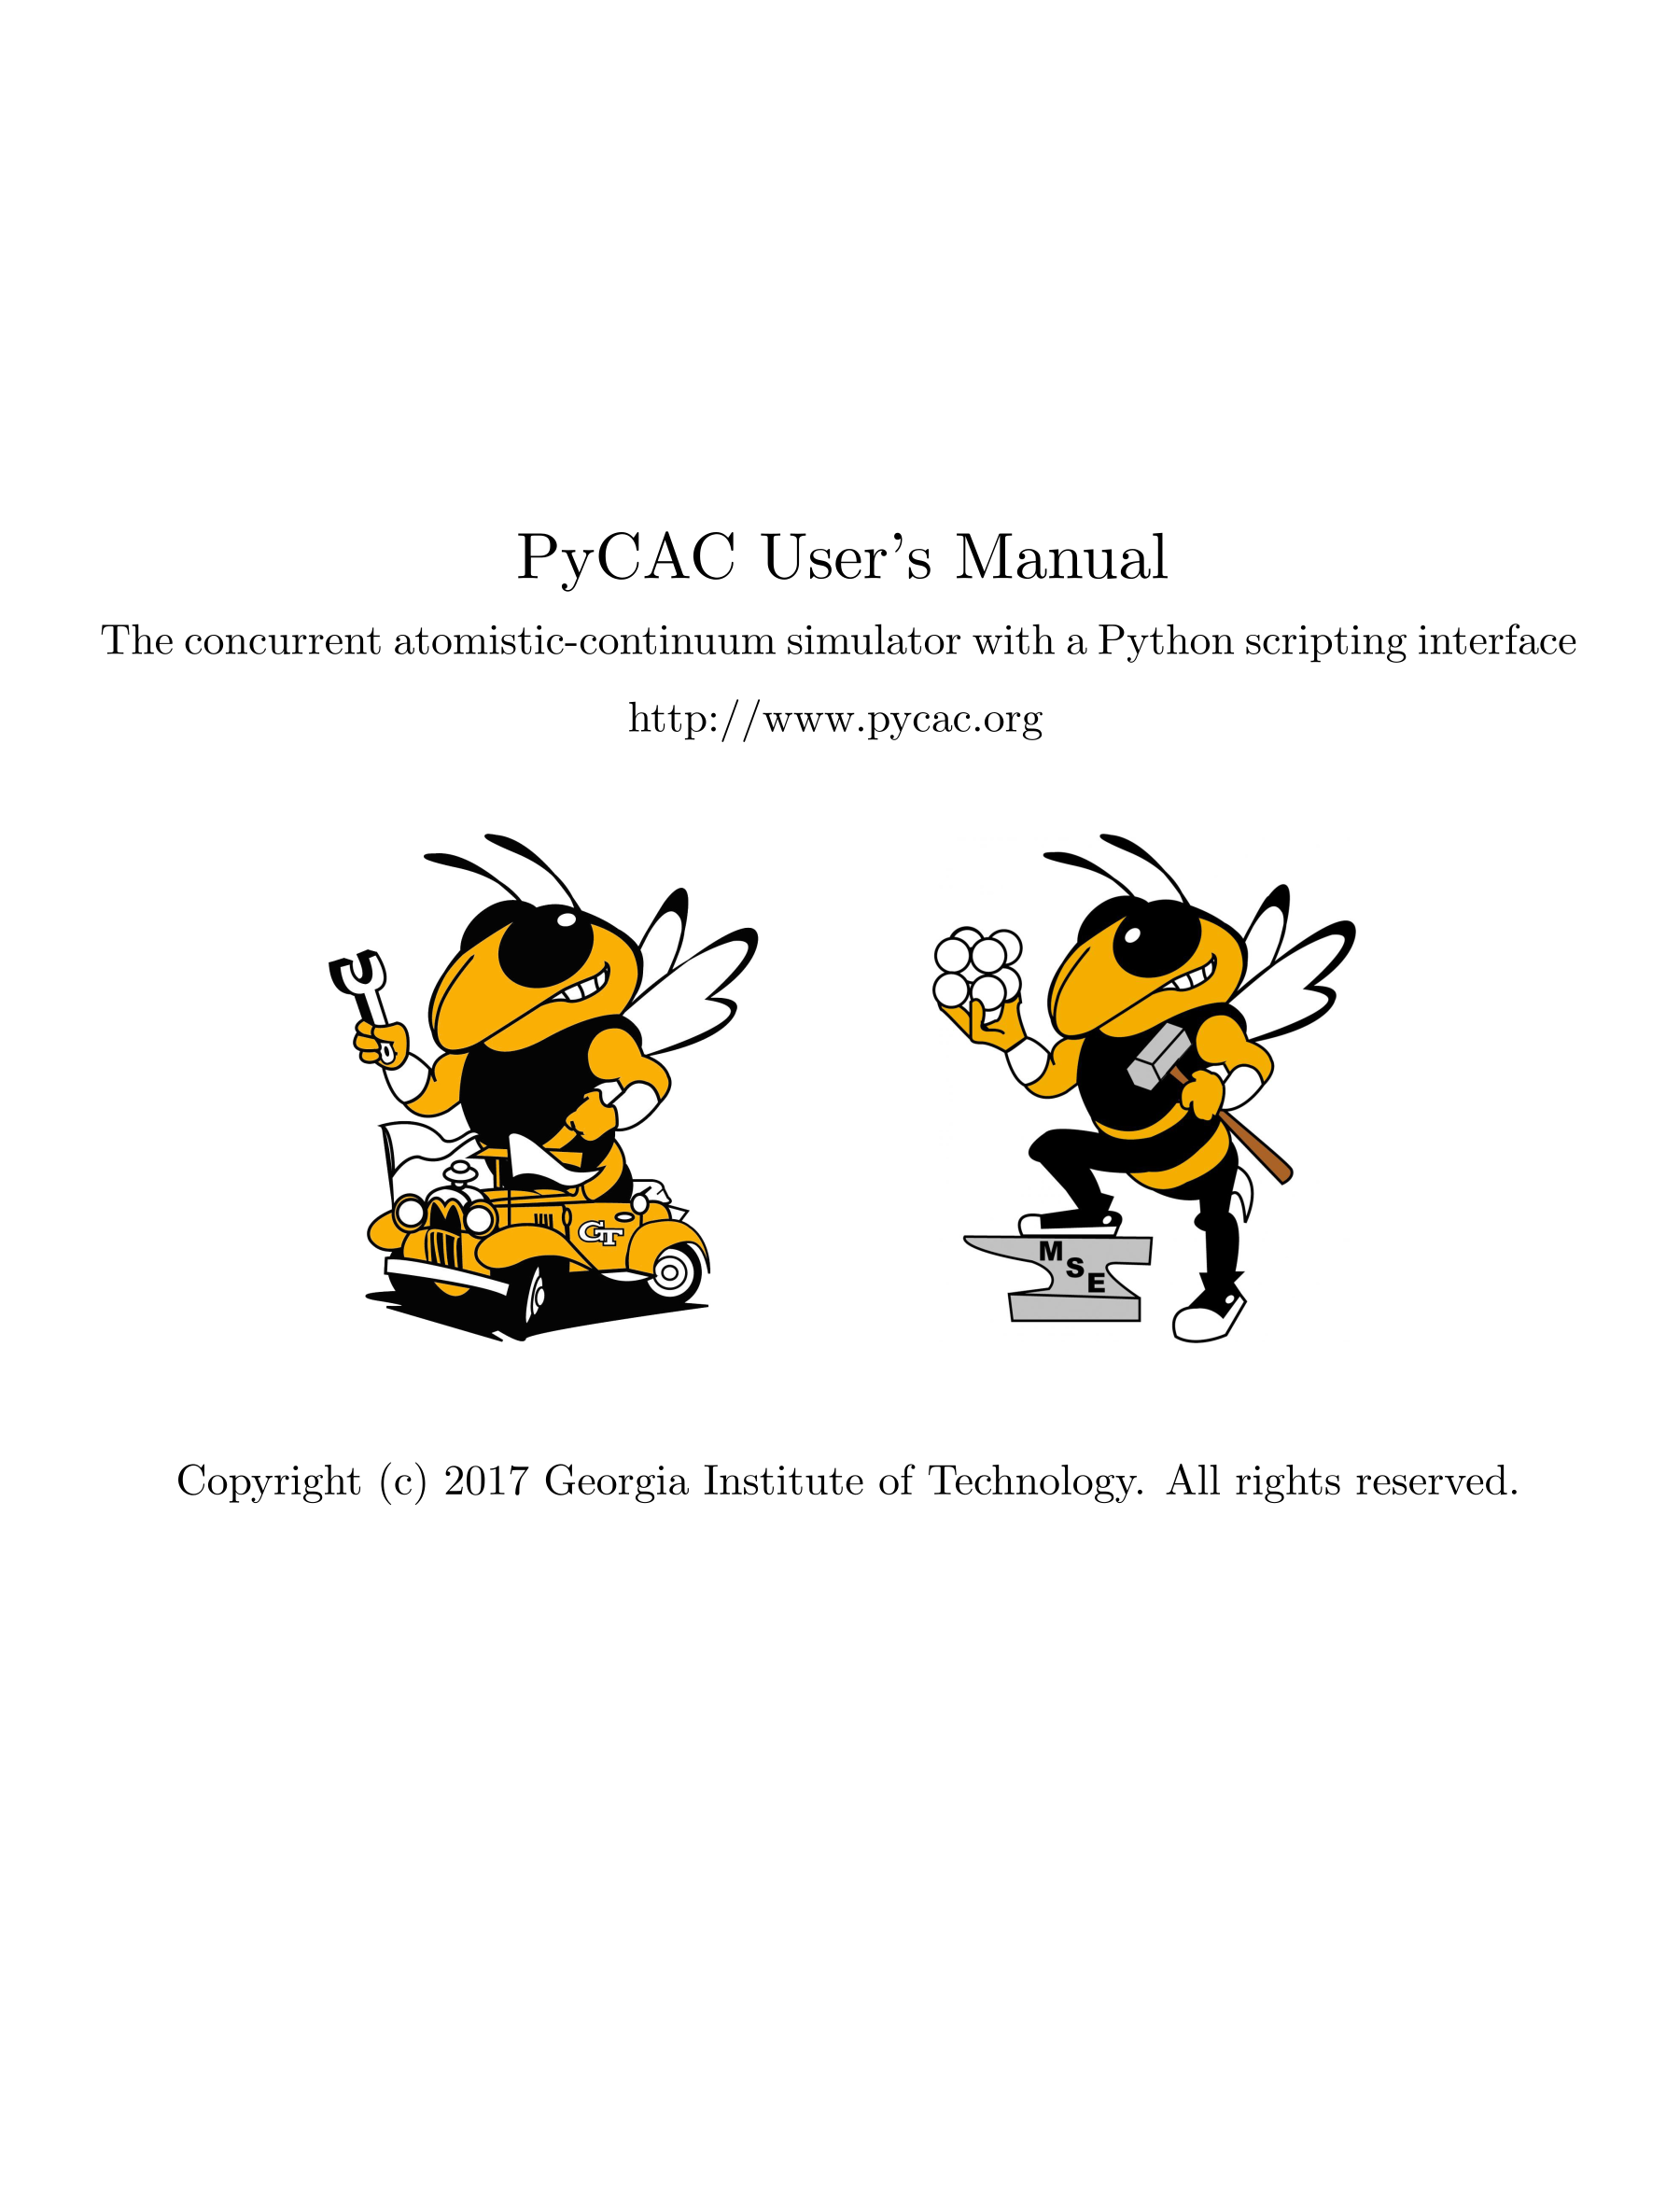 PyCAC User's Manual
The concurrent atomistic-continuum simulator with a Python scripting interface
http://www.pycac.org
GT
M
S
E
Copyright (c) 2017 Georgia Institute of Technology. All rights reserved.